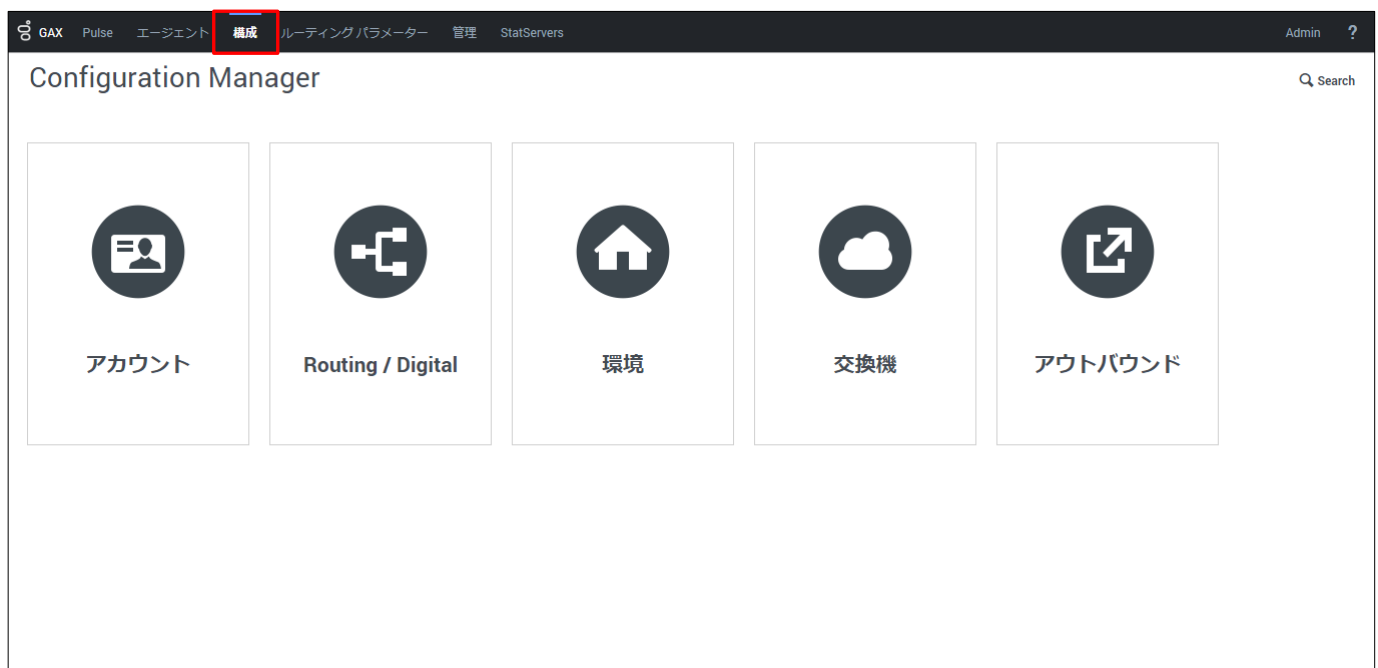 GAX Pulse エージェント 構成 ルーティング パラメーター 管理 StatServers Admin ?
Configuration Manager
Search
アカウント Routing / Digital 環境 交換機 アウトバウンド